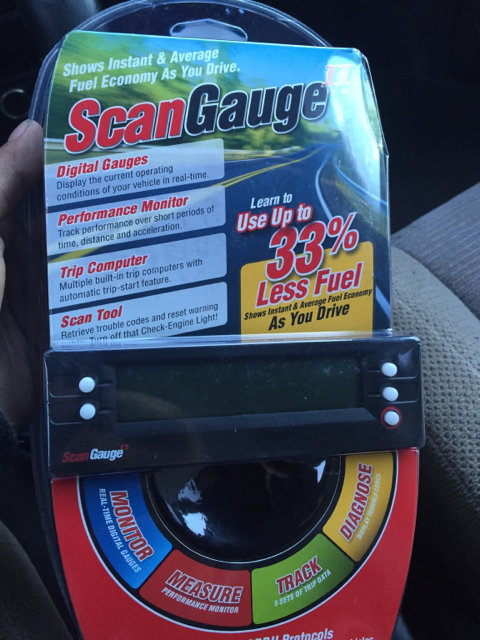 Shows Instant & Average
Fuel Economy As You Drive.
ScanGauge II
Digital Gauges
Display the current operating
conditions of your vehicle in real-time.
Performance Monitor
Track performance over short periods of
time, distance and acceleration.
Trip Computer
Multiple built-in trip computers with
automatic trip-start feature.
Scan Tool
Retrieve trouble codes and reset warning
Turn off that Check-Engine Light!
Learn to
Use Up to
33%
Less Fuel
Shows Instant & Average Fuel Economy
As You Drive
ScanGauge II
MONITOR
REAL-TIME DIGITAL GAUGES
MEASURE
PERFORMANCE MONITOR
TRACK
5 SETS OF TRIP DATA
DIAGNOSE
Protocols